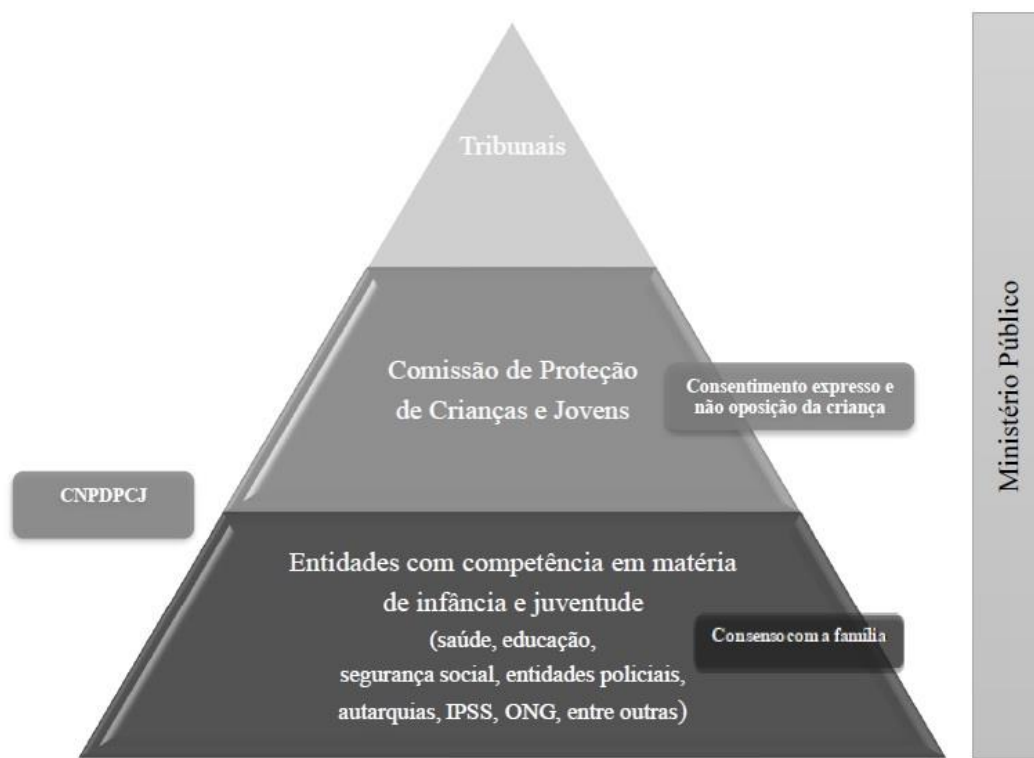 Tribunais
Comissão de Proteção
de Crianças e Jovens
Consentimento expresso e
não oposição da criança
CNPDPCJ
Entidades com competência em matéria
de infância e juventude
(saúde, educação,
segurança social, entidades policiais,
autarquias, IPSS, ONG, entre outras)
Consenso com a família
Ministério Público